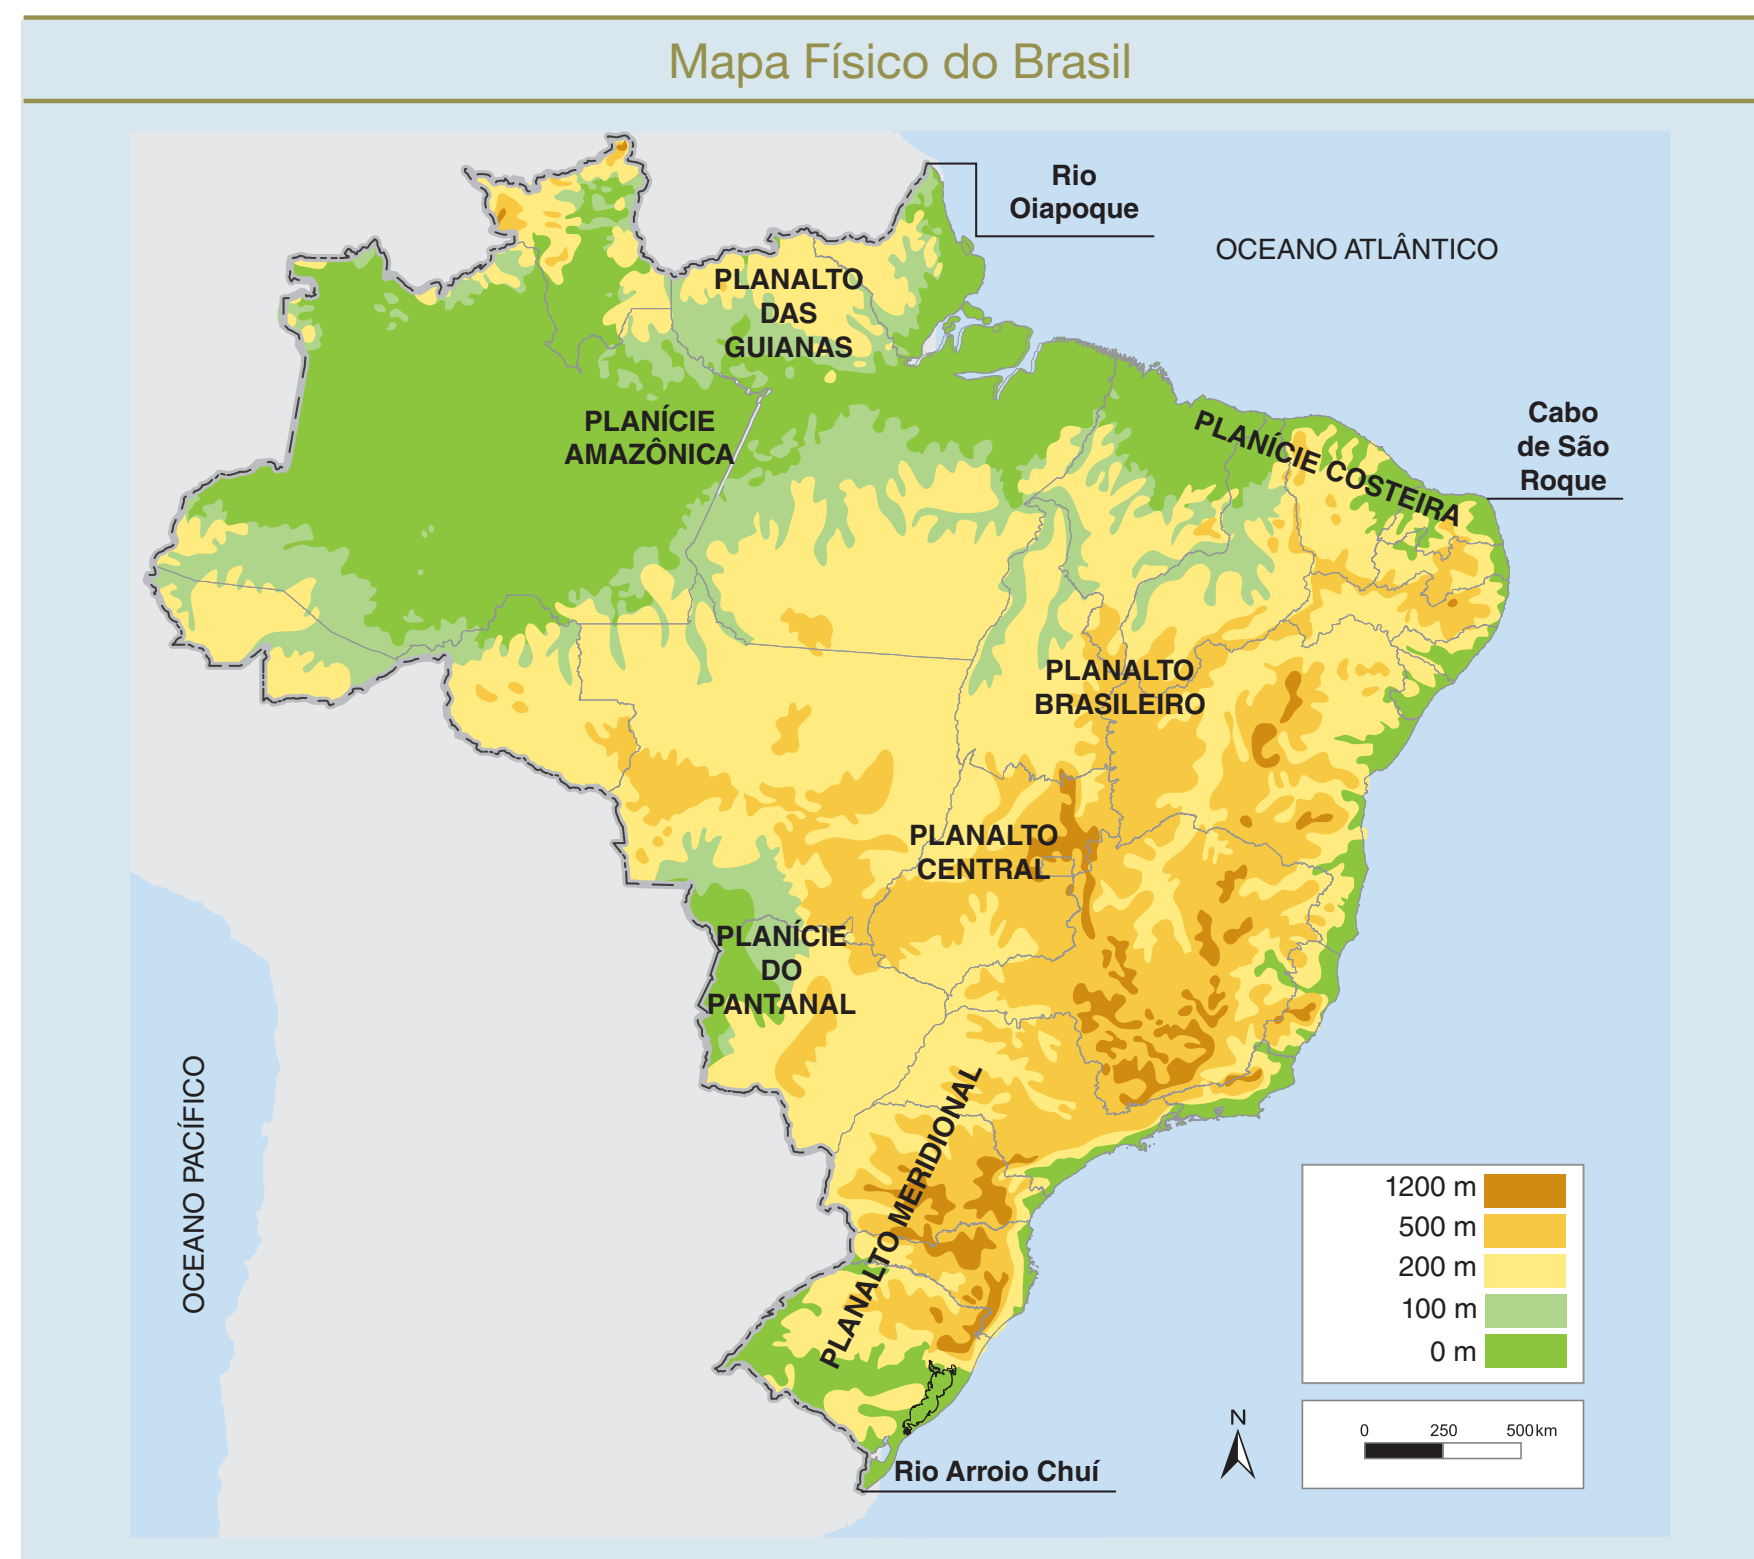 Mapa Físico do Brasil
Rio
Oiapoque
OCEANO ATLÂNTICO
PLANALTO
DAS
GUIANAS
PLANÍCIE
AMAZÔNICA
PLANÍCIE COSTEIRA
Cabo
de São
Roque
PLANALTO
BRASILEIRO
PLANALTO
CENTRAL
PLANÍCIE
DO
PANTANAL
OCEANO PACÍFICO
PLANALTO MERIDIONAL
1200 m
500 m
200 m
100 m
0 m
N
0 250 500 km
Rio Arroio Chuí